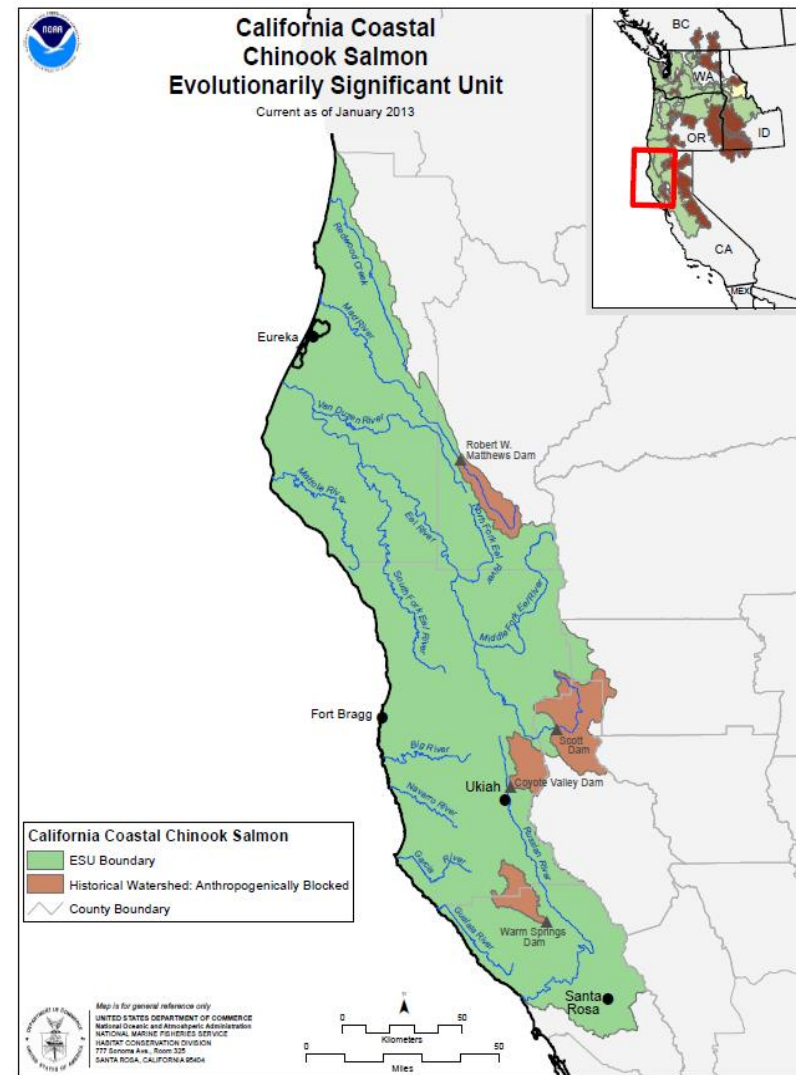 NOAA
California Coastal
Chinook Salmon
Evolutionarily Significant Unit
Current as of January 2013
BC
WA
OR
ID
CA
MEX
Redwood Creek
Mad River
Eureka
Van Duzen River
Robert W.
Matthews Dam
Mattole River
Eel River
North Fork Eel
River
South Fork Eel River
Middle Fork Eel River
Fort Bragg
Scott
Dam
Big River
Coyote Valley Dam
Ukiah
Navarro River
Russian River
Garcia River
Gualala River
Warm Springs
Dam
Santa
Rosa
California Coastal Chinook Salmon
ESU Boundary
Historical Watershed: Anthropogenically Blocked
County Boundary
Map is for general reference only
UNITED STATES DEPARTMENT OF COMMERCE
National Oceanic and Atmoshperic Administration
NATIONAL MARINE FISHERIES SERVICE
HABITAT CONSERVATION DIVISION
777 Sonoma Ave., Room 325
SANTA ROSA, CALIFORNIA 95404
0 50
Kilometers
0 50
Miles